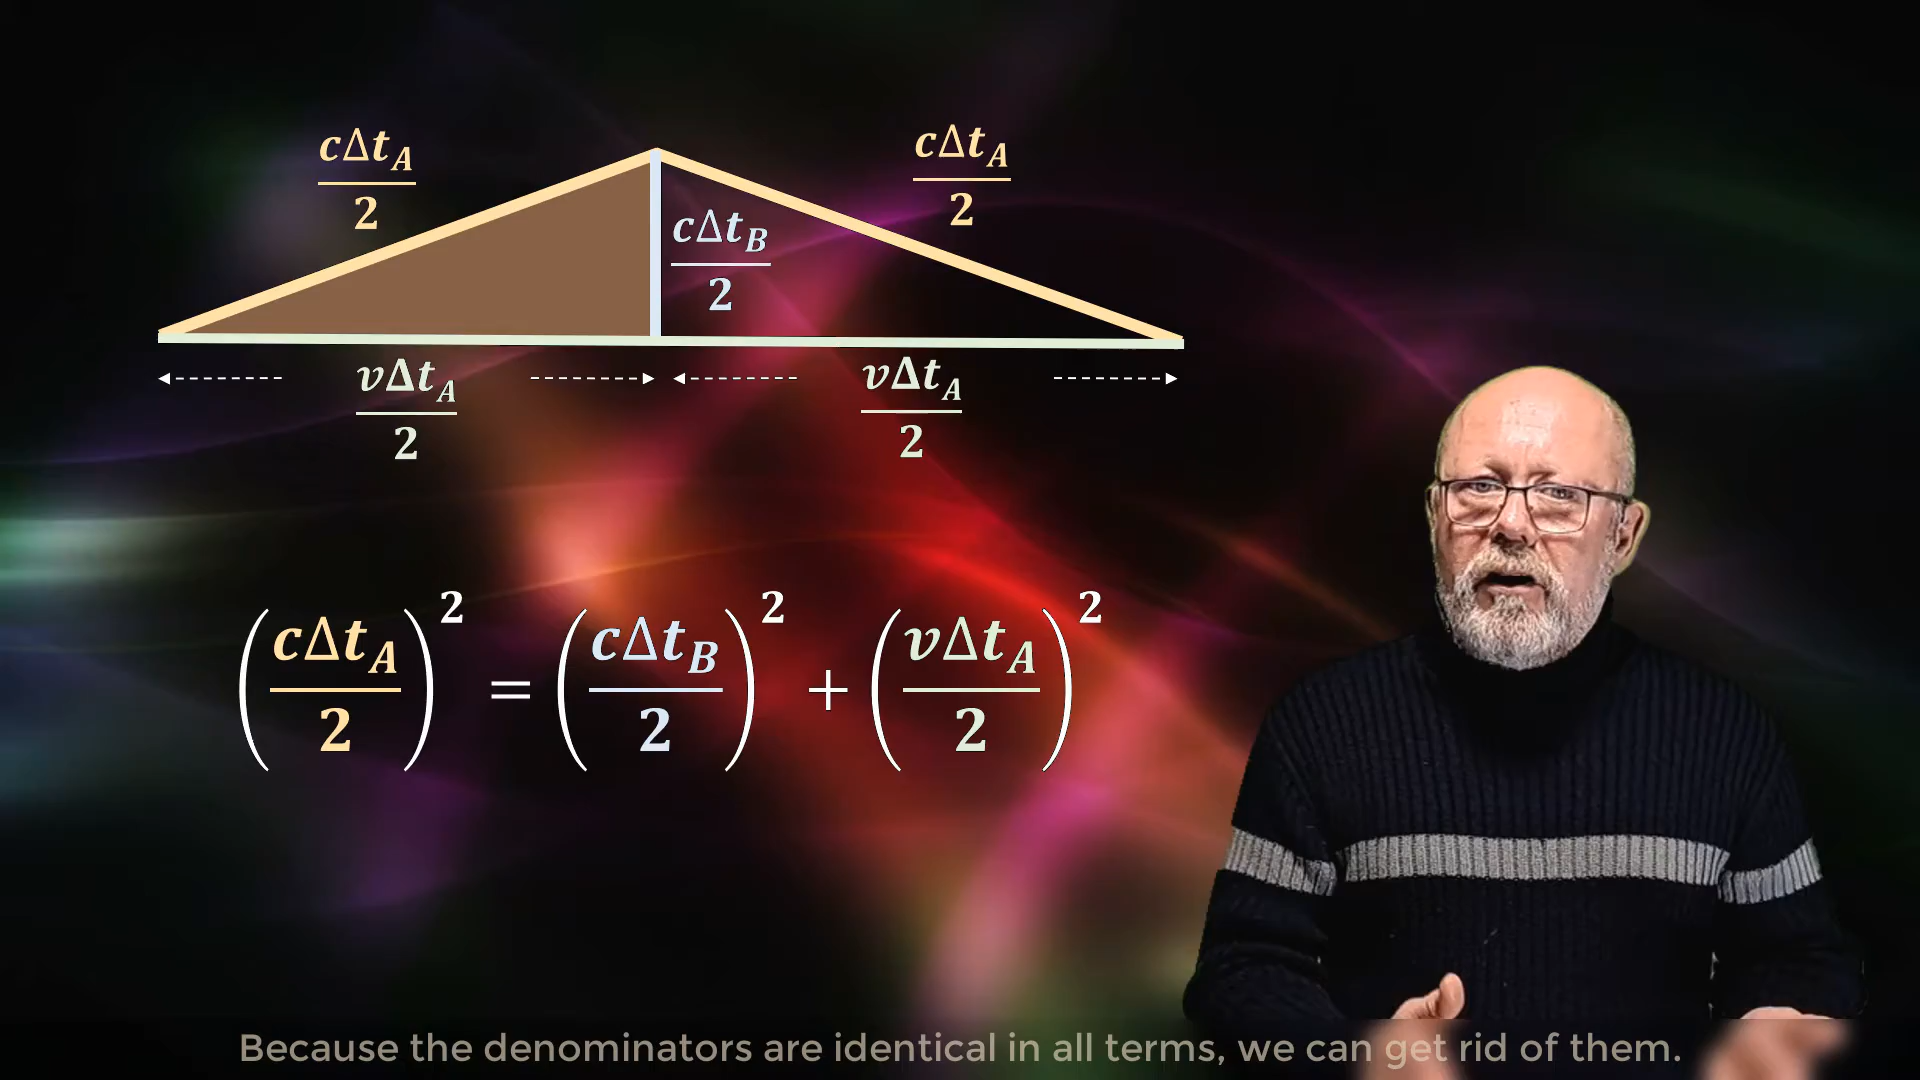 cΔt_A/2
cΔt_A/2
cΔt_B/2
vΔt_A/2
vΔt_A/2
(cΔt_A/2)² = (cΔt_B/2)² + (vΔt_A/2)²
Because the denominators are identical in all terms, we can get rid of them.